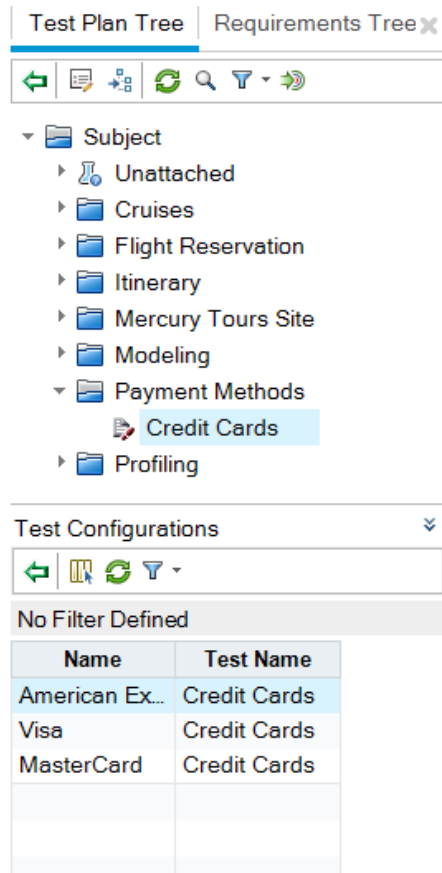 Test Plan Tree Requirements Tree
Subject
Unattached
Cruises
Flight Reservation
Itinerary
Mercury Tours Site
Modeling
Payment Methods
Credit Cards
Profiling
Test Configurations
No Filter Defined
Name Test Name
American Ex... Credit Cards
Visa Credit Cards
MasterCard Credit Cards